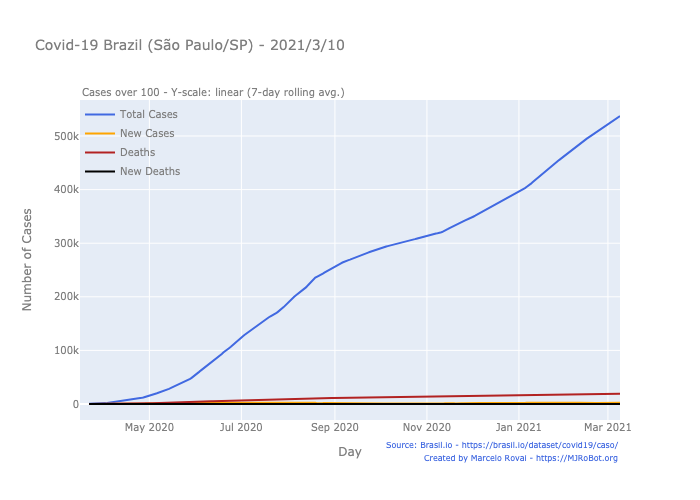 Covid-19 Brazil (São Paulo/SP) - 2021/3/10
Cases over 100 - Y-scale: linear (7-day rolling avg.)
Total Cases
New Cases
Deaths
New Deaths
Number of Cases
500k
400k
300k
200k
100k
0
May 2020
Jul 2020
Sep 2020
Nov 2020
Jan 2021
Mar 2021
Day
Source: Brasil.io - https://brasil.io/dataset/covid19/caso/
Created by Marcelo Rovai - https://MJRoBot.org